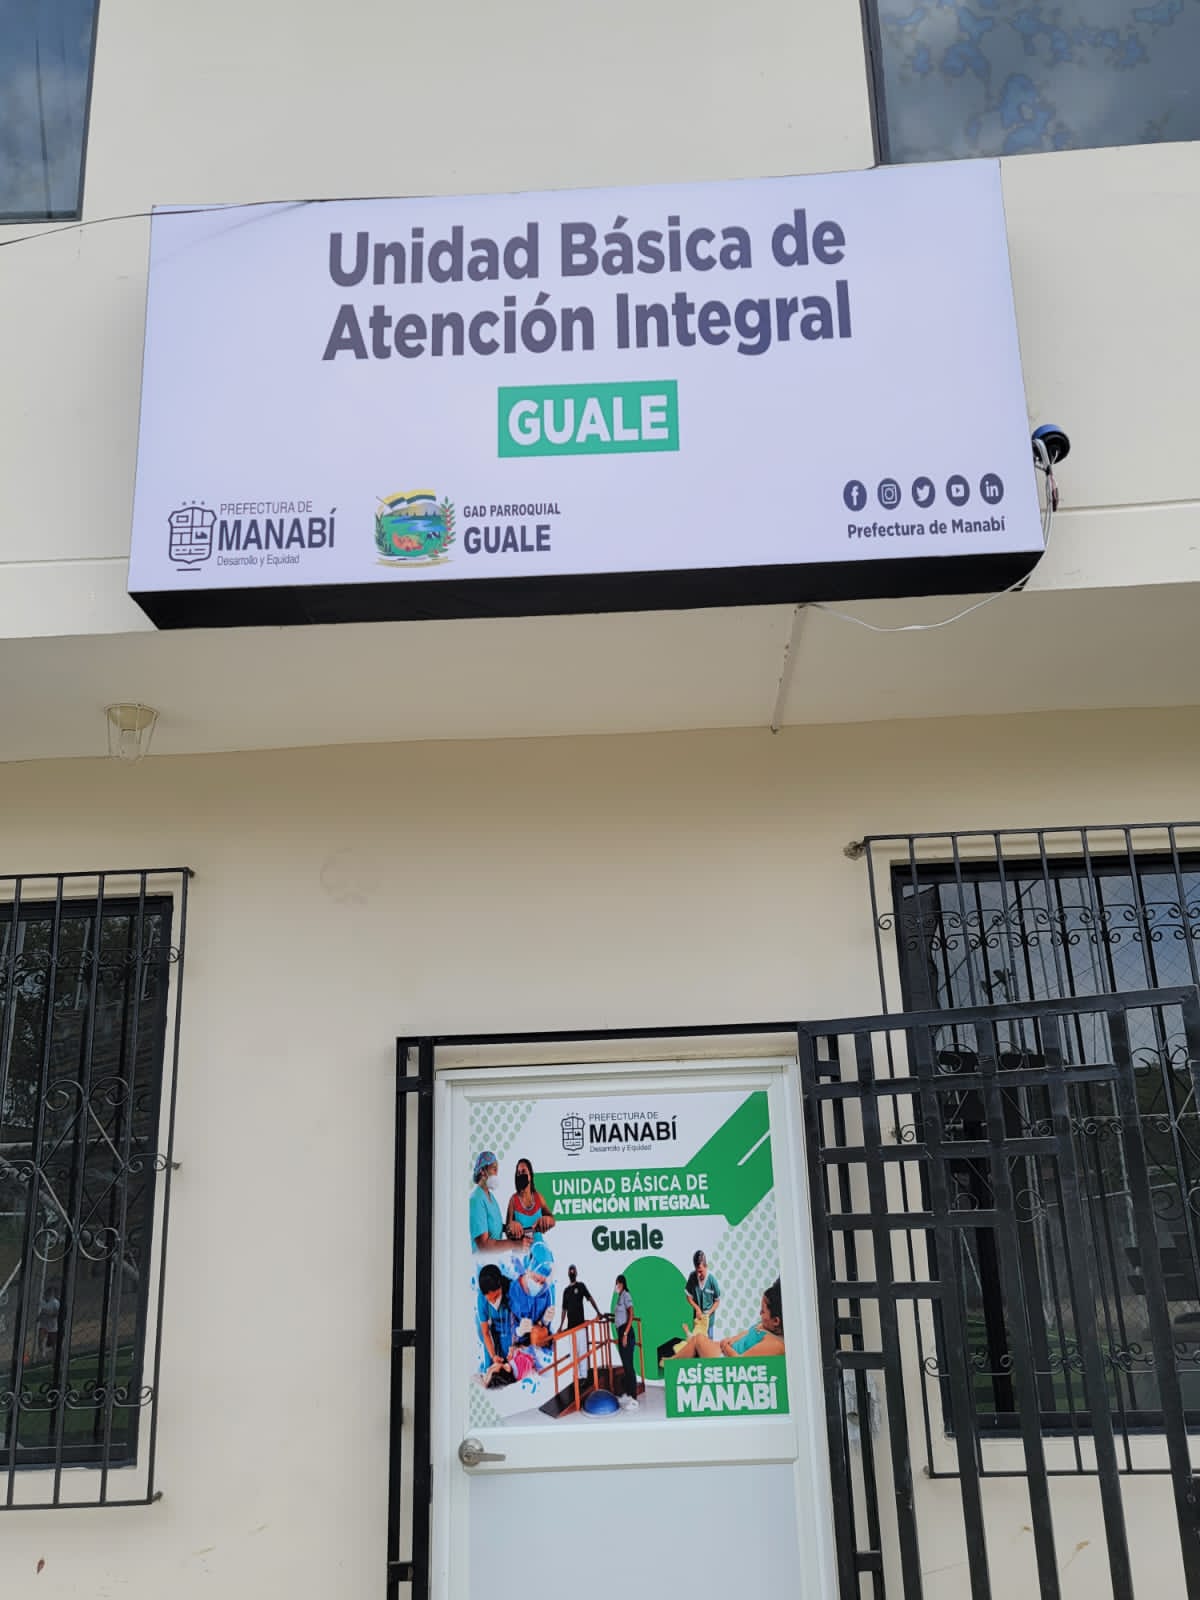 Unidad Básica de
Atención Integral
GUALE
PREFECTURA DE
MANABÍ
Desarrollo y Equidad
GAD PARROQUIAL
GUALE
Prefectura de Manabí
PREFECTURA DE
MANABÍ
Desarrollo y Equidad
UNIDAD BÁSICA DE
ATENCIÓN INTEGRAL
Guale
ASÍ SE HACE
MANABÍ